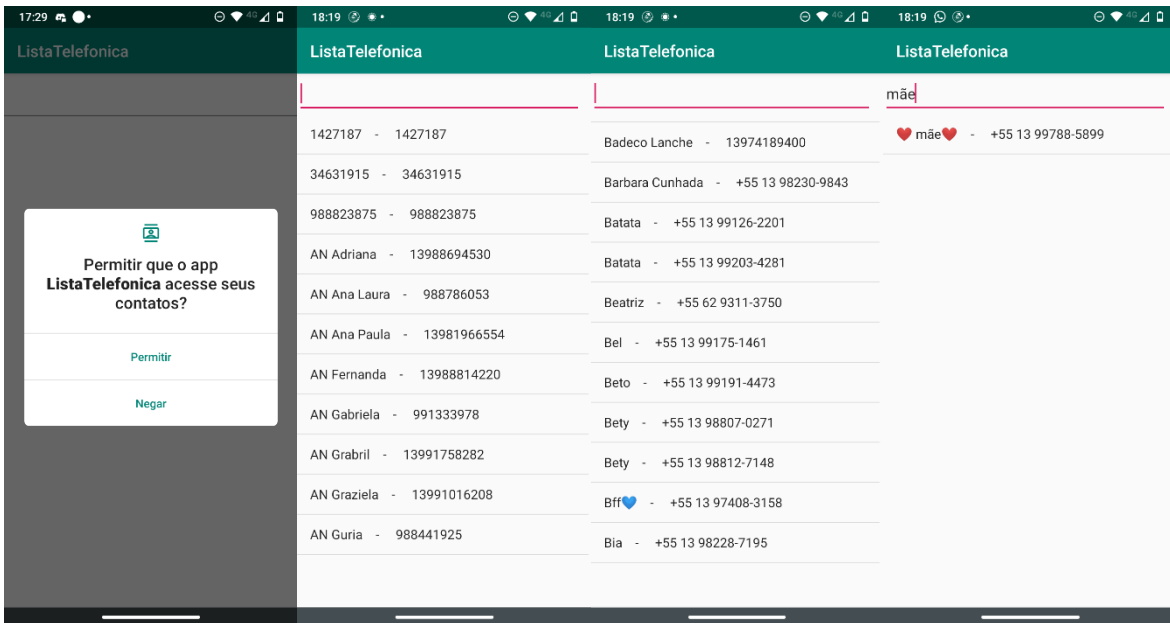 17:29
4G
ListaTelefonica
Permitir que o app
ListaTelefonica acesse seus
contatos?
Permitir
Negar
18:19
4G
ListaTelefonica
1427187 - 1427187
34631915 - 34631915
988823875 - 988823875
AN Adriana - 13988694530
AN Ana Laura - 988786053
AN Ana Paula - 13981966554
AN Fernanda - 13988814220
AN Gabriela - 991333978
AN Grabril - 13991758282
AN Graziela - 13991016208
AN Guria - 988441925
18:19
4G
ListaTelefonica
Badeco Lanche - 13974189400
Barbara Cunhada - +55 13 98230-9843
Batata - +55 13 99126-2201
Batata - +55 13 99203-4281
Beatriz - +55 62 9311-3750
Bel - +55 13 99175-1461
Beto - +55 13 99191-4473
Bety - +55 13 98807-0271
Bety - +55 13 98812-7148
Bff💙 - +55 13 97408-3158
Bia - +55 13 98228-7195
18:19
4G
ListaTelefonica
mãe
❤️ mãe❤️ - +55 13 99788-5899